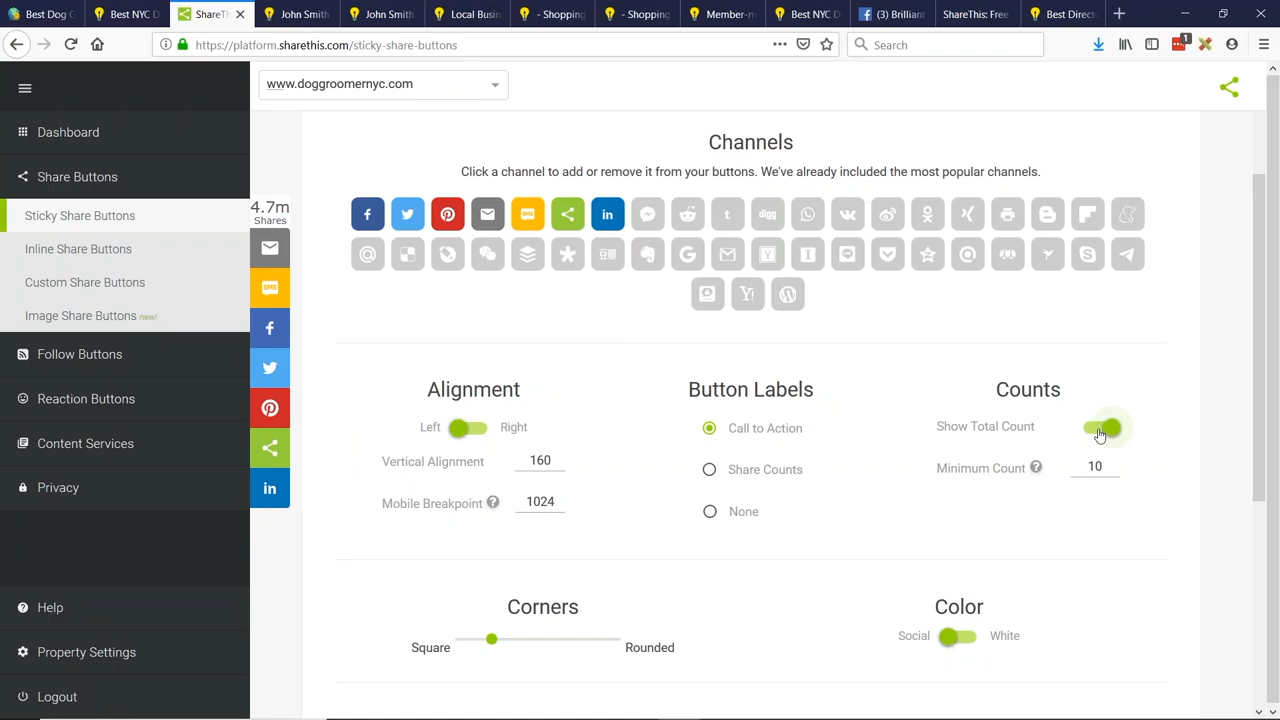 Best Dog G
Best NYC D
ShareThis
John Smith
John Smith
Local Busin
- Shopping
- Shopping
Member-m
Best NYC D
(3) Brilliant
ShareThis: Free
Best Direct
https://platform.sharethis.com/sticky-share-buttons
Search
1
www.doggroomernyc.com
Dashboard
Share Buttons
Sticky Share Buttons
Inline Share Buttons
Custom Share Buttons
Image Share Buttons new!
Follow Buttons
Reaction Buttons
Content Services
Privacy
Help
Property Settings
Logout
4.7m
Shares
SMS
in
Channels
Click a channel to add or remove it from your buttons. We've already included the most popular channels.
Alignment
Left
Right
Vertical Alignment
160
Mobile Breakpoint ?
1024
Button Labels
Call to Action
Share Counts
None
Counts
Show Total Count
Minimum Count ?
10
Corners
Square
Rounded
Color
Social
White